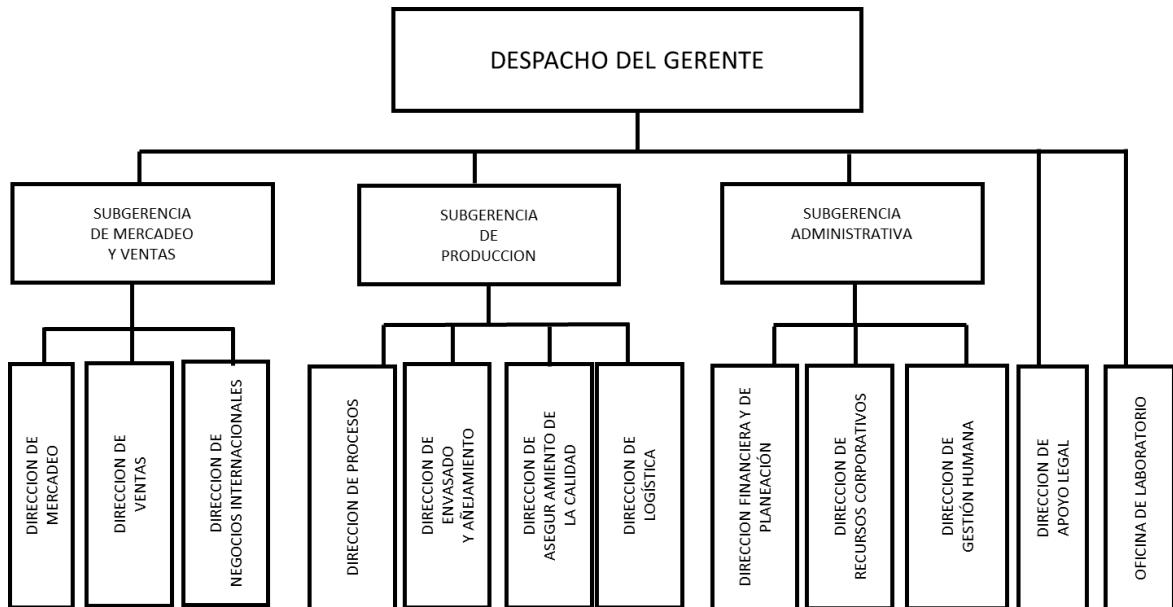 DESPACHO DEL GERENTE
SUBGERENCIA
DE MERCADEO
Y VENTAS
SUBGERENCIA
DE
PRODUCCION
SUBGERENCIA
ADMINISTRATIVA
DIRECCION DE
MERCADEO
DIRECCION DE
VENTAS
DIRECCION DE
NEGOCIOS INTERNACIONALES
DIRECCION DE PROCESOS
DIRECCION DE
ENVASADO
Y AÑEJAMIENTO
DIRECCION DE
ASEGUR AMIENTO DE
LA CALIDAD
DIRECCION DE
LOGÍSTICA
DIRECCION FINANCIERA Y DE
PLANEACIÓN
DIRECCION DE
RECURSOS CORPORATIVOS
DIRECCION DE
GESTIÓN HUMANA
DIRECCION DE
APOYO LEGAL
OFICINA DE LABORATORIO